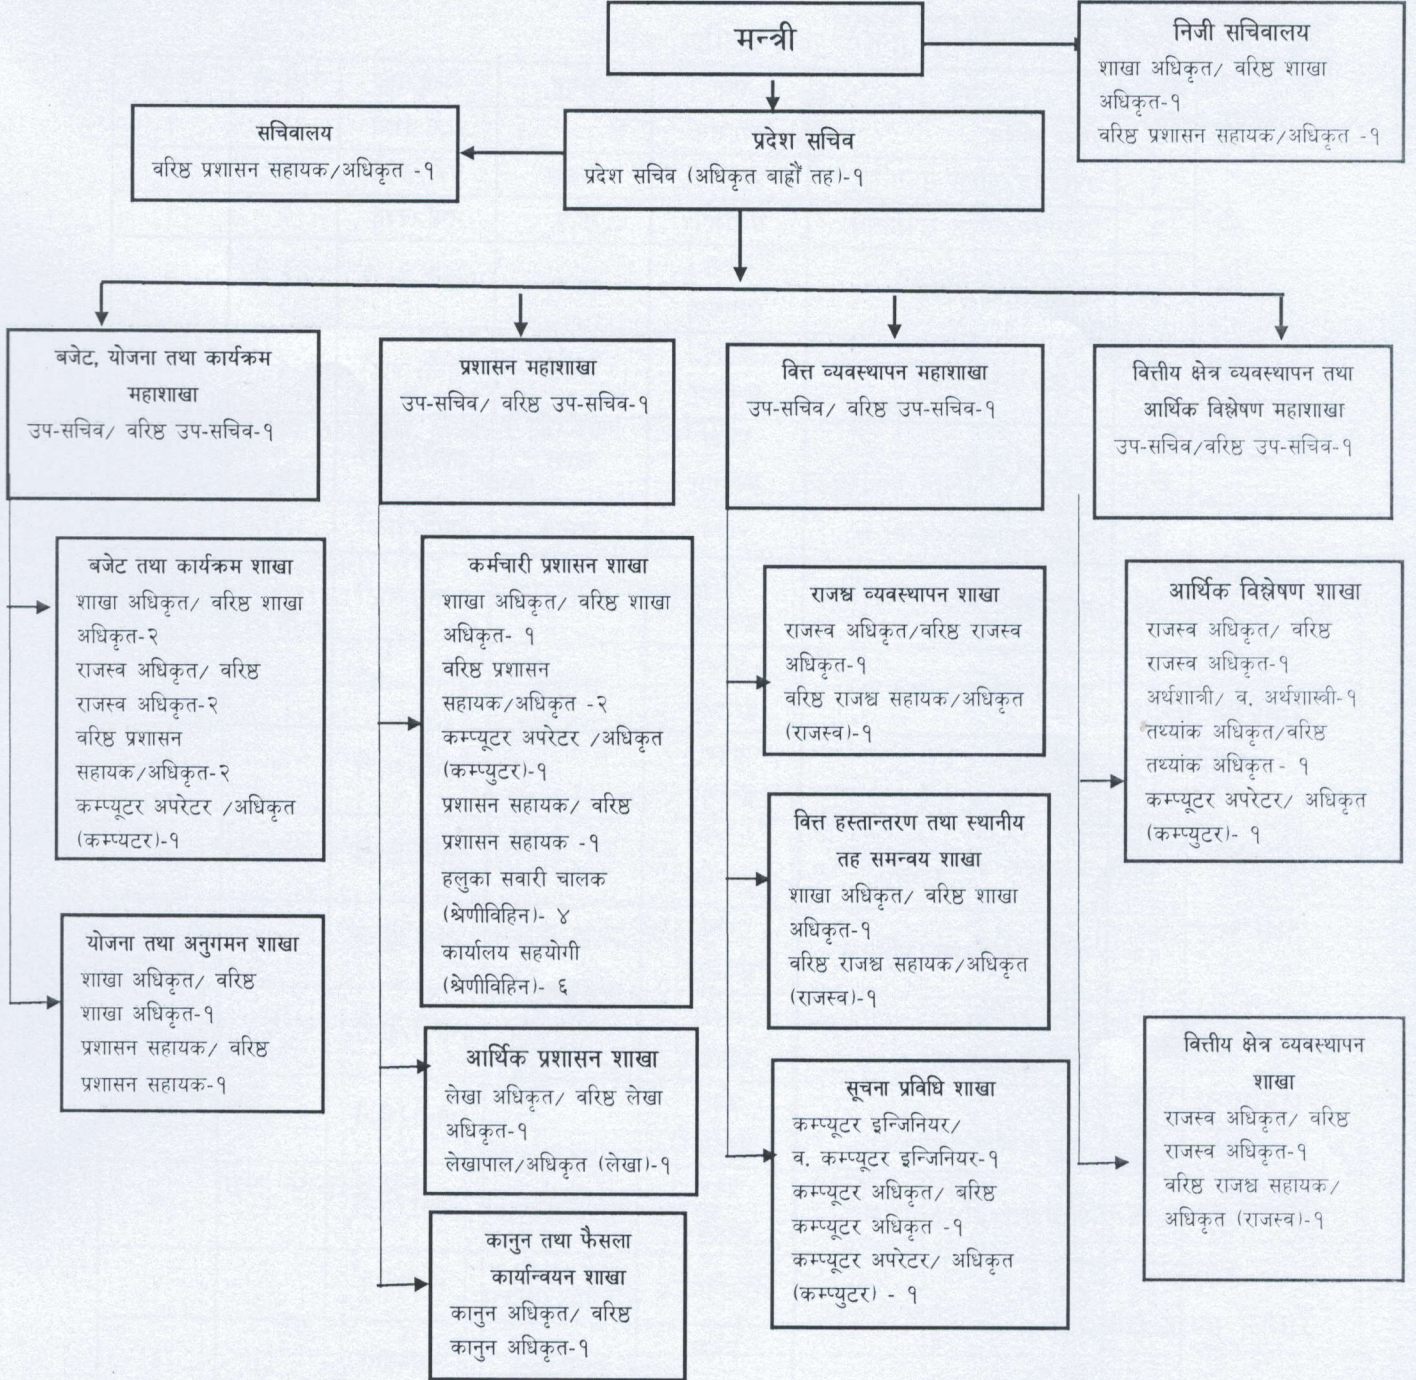 मन्त्री
निजी सचिवालय
शाखा अधिकृत/ वरिष्ठ शाखा
अधिकृत-१
वरिष्ठ प्रशासन सहायक/अधिकृत -१
सचिवालय
वरिष्ठ प्रशासन सहायक/अधिकृत -१
प्रदेश सचिव
प्रदेश सचिव (अधिकृत बाह्रौं तह)-१
बजेट, योजना तथा कार्यक्रम
महाशाखा
उप-सचिव/ वरिष्ठ उप-सचिव-१
प्रशासन महाशाखा
उप-सचिव/ वरिष्ठ उप-सचिव-१
वित्त व्यवस्थापन महाशाखा
उप-सचिव/ वरिष्ठ उप-सचिव-१
वित्तीय क्षेत्र व्यवस्थापन तथा
आर्थिक विश्लेषण महाशाखा
उप-सचिव/वरिष्ठ उप-सचिव-१
बजेट तथा कार्यक्रम शाखा
शाखा अधिकृत/ वरिष्ठ शाखा
अधिकृत-२
राजस्व अधिकृत/ वरिष्ठ
राजस्व अधिकृत-२
वरिष्ठ प्रशासन
सहायक/अधिकृत-२
कम्प्यूटर अपरेटर /अधिकृत
(कम्प्यटर)-१
योजना तथा अनुगमन शाखा
शाखा अधिकृत/ वरिष्ठ
शाखा अधिकृत-१
प्रशासन सहायक/ वरिष्ठ
प्रशासन सहायक-१
कर्मचारी प्रशासन शाखा
शाखा अधिकृत/ वरिष्ठ शाखा
अधिकृत- १
वरिष्ठ प्रशासन
सहायक/अधिकृत -२
कम्प्यूटर अपरेटर /अधिकृत
(कम्प्युटर)-१
प्रशासन सहायक/ वरिष्ठ
प्रशासन सहायक -१
हलुका सवारी चालक
(श्रेणीविहिन)- ४
कार्यालय सहयोगी
(श्रेणीविहिन)- ६
आर्थिक प्रशासन शाखा
लेखा अधिकृत/ वरिष्ठ लेखा
अधिकृत-१
लेखापाल/अधिकृत (लेखा)-१
कानुन तथा फैसला
कार्यान्वयन शाखा
कानुन अधिकृत/ वरिष्ठ
कानुन अधिकृत-१
राजश्व व्यवस्थापन शाखा
राजस्व अधिकृत/वरिष्ठ राजस्व
अधिकृत-१
वरिष्ठ राजश्व सहायक/अधिकृत
(राजस्व)-१
वित्त हस्तान्तरण तथा स्थानीय
तह समन्वय शाखा
शाखा अधिकृत/ वरिष्ठ शाखा
अधिकृत-१
वरिष्ठ राजश्व सहायक/अधिकृत
(राजस्व)-१
सूचना प्रविधि शाखा
कम्प्यूटर इन्जिनियर/
व. कम्प्यूटर इन्जिनियर-१
कम्प्यूटर अधिकृत/ बरिष्ठ
कम्प्यूटर अधिकृत -१
कम्प्यूटर अपरेटर/ अधिकृत
(कम्प्युटर) - १
आर्थिक विश्लेषण शाखा
राजस्व अधिकृत/ वरिष्ठ
राजस्व अधिकृत-१
अर्थशात्री/ व. अर्थशास्त्री-१
तथ्यांक अधिकृत/वरिष्ठ
तथ्यांक अधिकृत- १
कम्प्यूटर अपरेटर/ अधिकृत
(कम्प्युटर)- १
वित्तीय क्षेत्र व्यवस्थापन
शाखा
राजस्व अधिकृत/ वरिष्ठ
राजस्व अधिकृत-१
वरिष्ठ राजश्व सहायक/
अधिकृत (राजस्व)-१